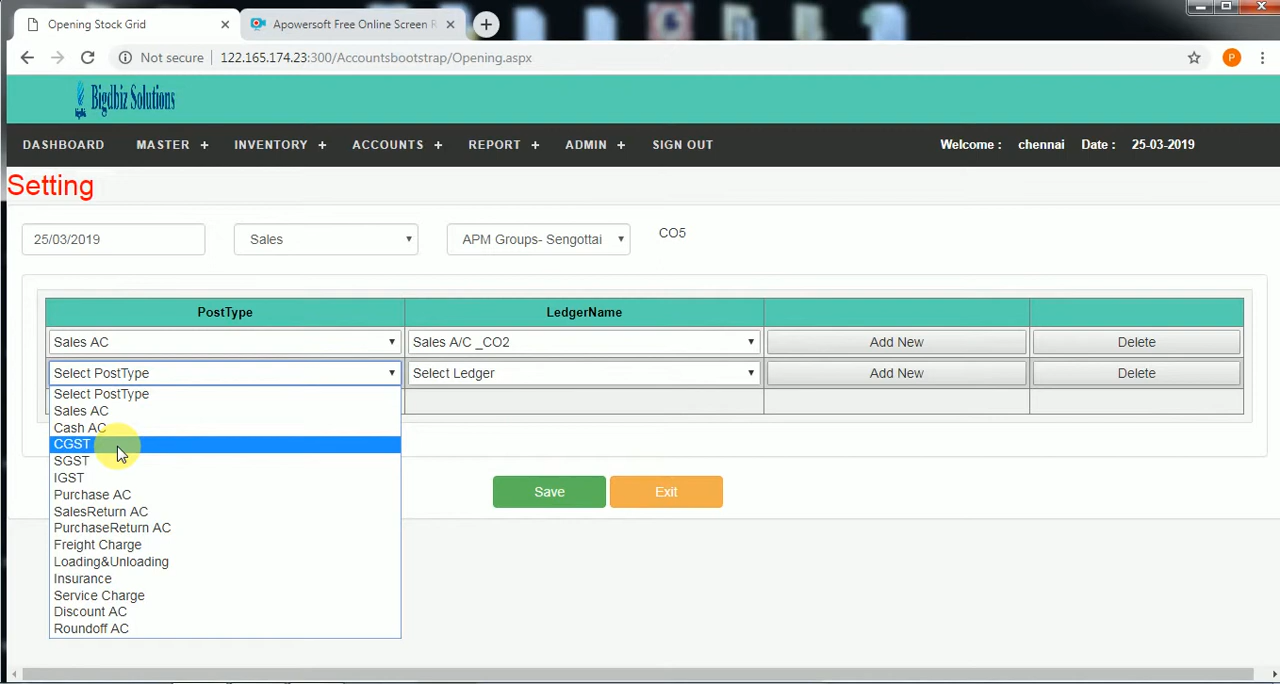 Opening Stock Grid
Apowersoft Free Online Screen R
Not secure 122.165.174.23:300/Accountsbootstrap/Opening.aspx
P
Bigdbiz Solutions
DASHBOARD MASTER + INVENTORY + ACCOUNTS + REPORT + ADMIN + SIGN OUT Welcome : chennai Date : 25-03-2019
Setting
25/03/2019 Sales APM Groups- Sengottai CO5
PostType LedgerName
Sales AC Sales A/C _CO2 Add New Delete
Select PostType Select Ledger Add New Delete
Select PostType
Sales AC
Cash AC
CGST
SGST
IGST
Purchase AC
SalesReturn AC
PurchaseReturn AC
Freight Charge
Loading&Unloading
Insurance
Service Charge
Discount AC
Roundoff AC
Save Exit